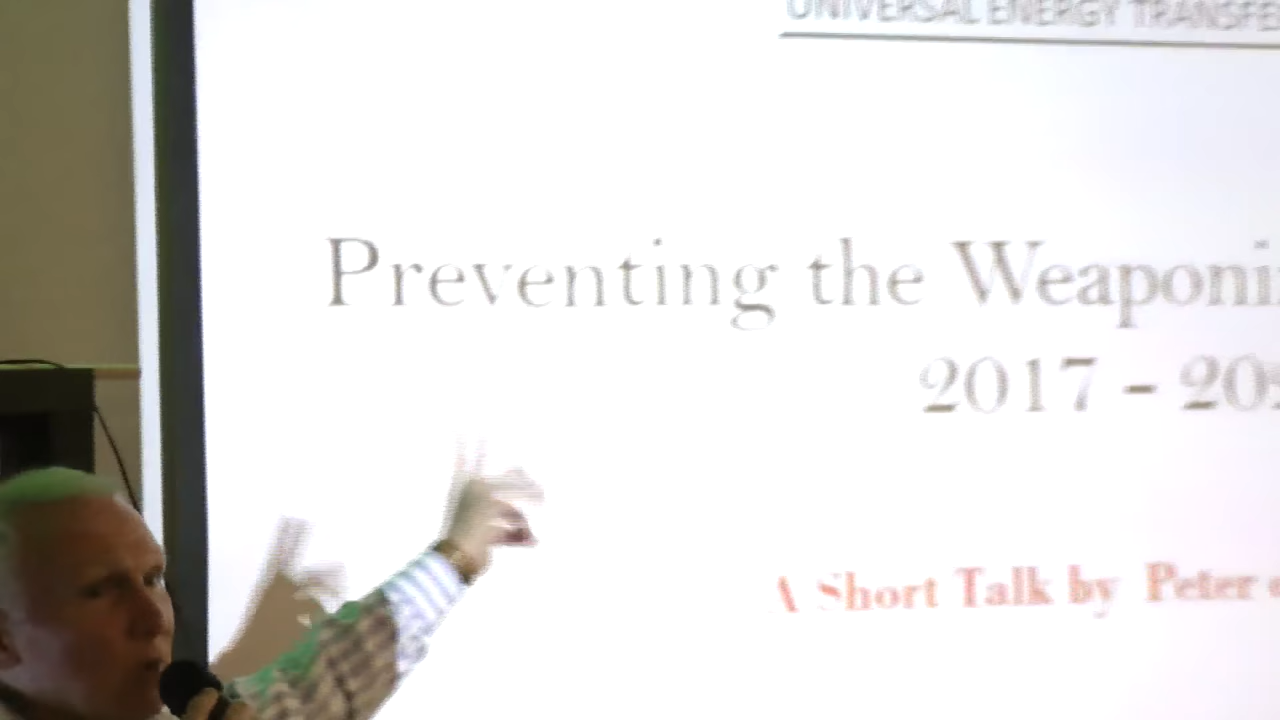 UNIVERSAL ENERGY TRANSFE
Preventing the Weaponi
2017 - 20
A Short Talk by Peter